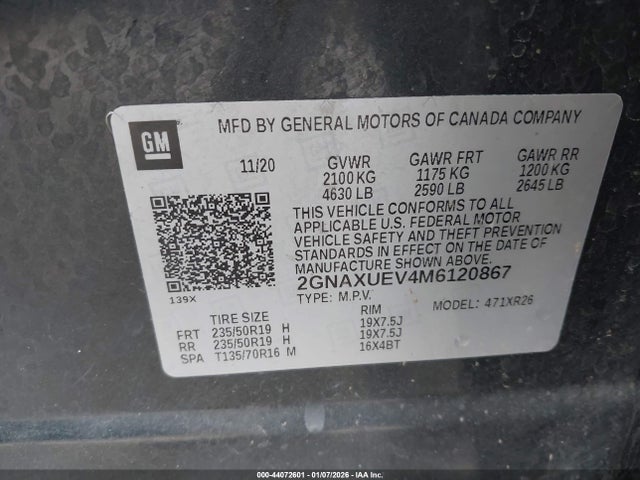 GM
MFD BY GENERAL MOTORS OF CANADA COMPANY
11/20 GVWR GAWR FRT GAWR RR
2100 KG 1175 KG 1200 KG
4630 LB 2590 LB 2645 LB
THIS VEHICLE CONFORMS TO ALL
APPLICABLE U.S. FEDERAL MOTOR
VEHICLE SAFETY AND THEFT PREVENTION
STANDARDS IN EFFECT ON THE DATE OF
MANUFACTURE SHOWN ABOVE.
2GNAXUEV4M6120867
139X
TYPE: M.P.V. MODEL: 471XR26
TIRE SIZE RIM
FRT 235/50R19 H 19X7.5J
RR 235/50R19 H 19X7.5J
SPA T135/70R16 M 16X4BT
000-44072601 - 01/07/2026 - IAA Inc.